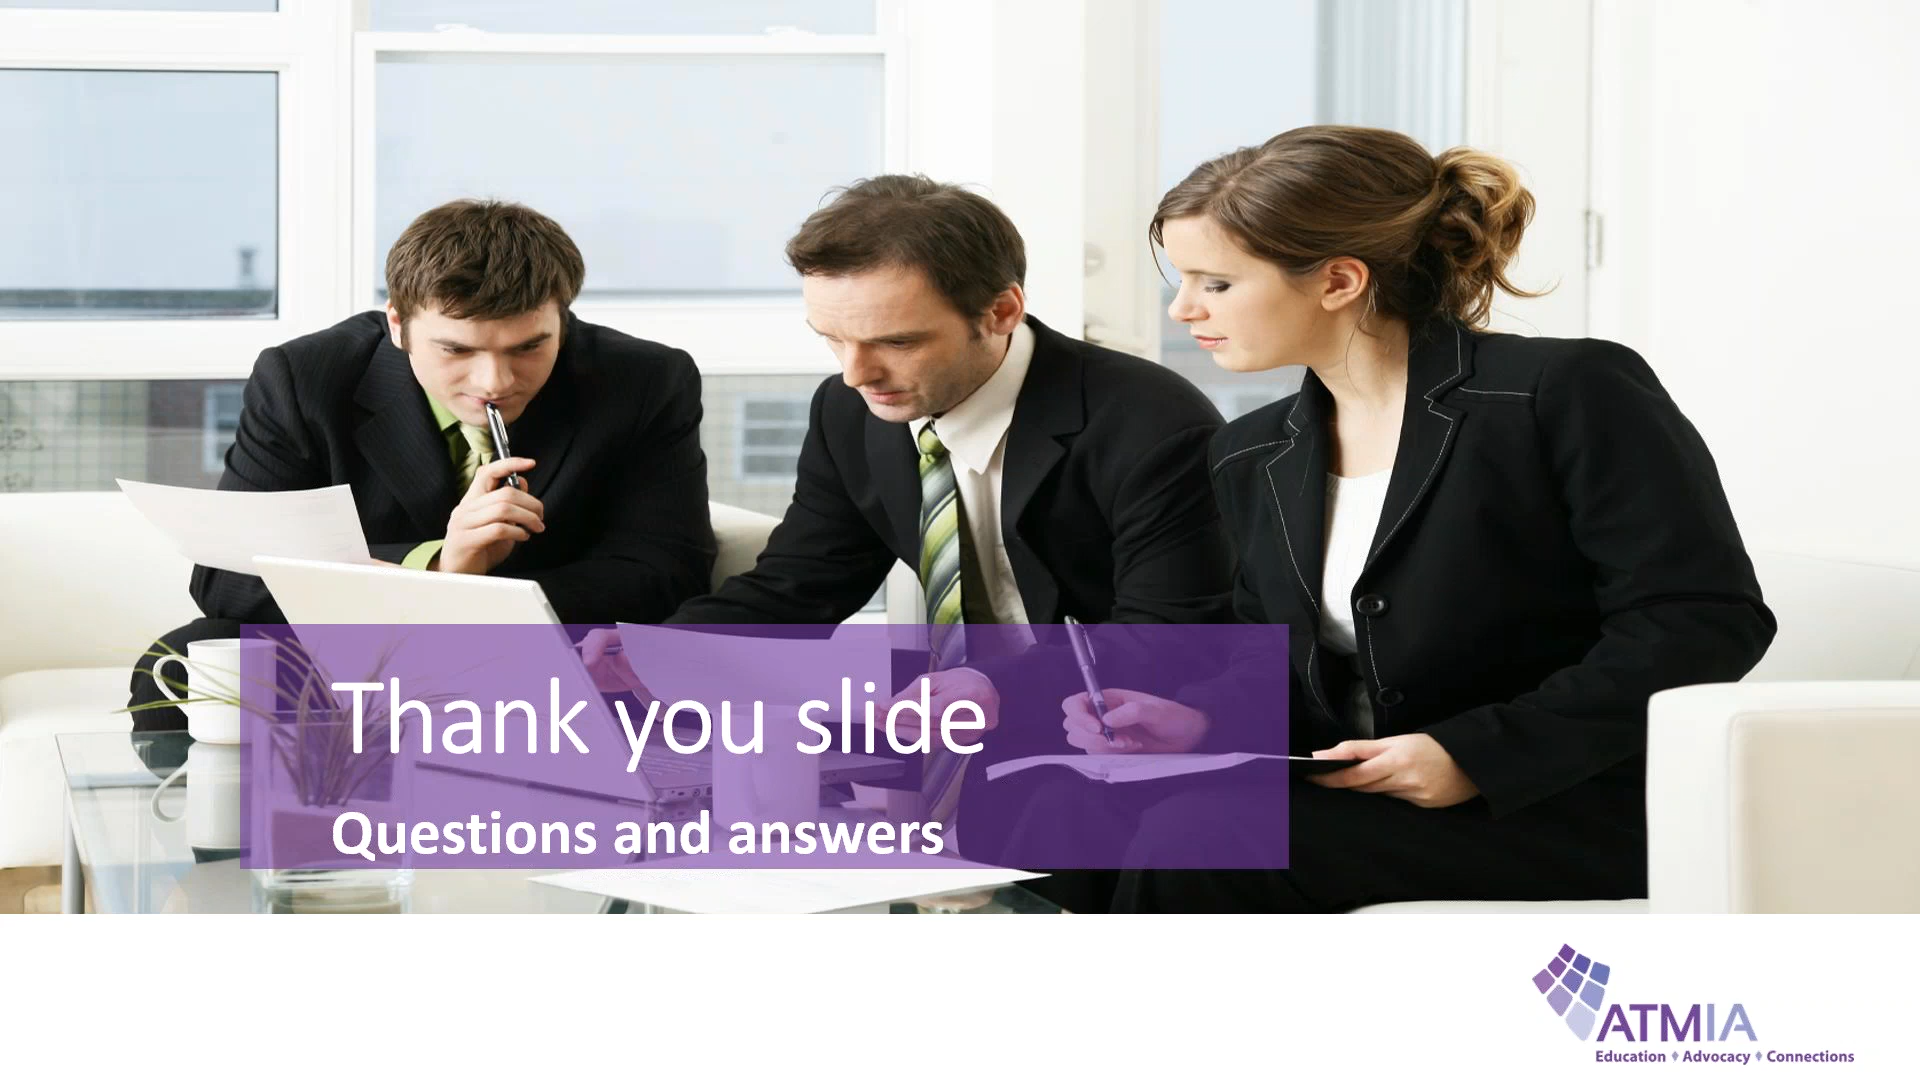 Thank you slide
Questions and answers
ATMIA
Education ♦ Advocacy ♦ Connections